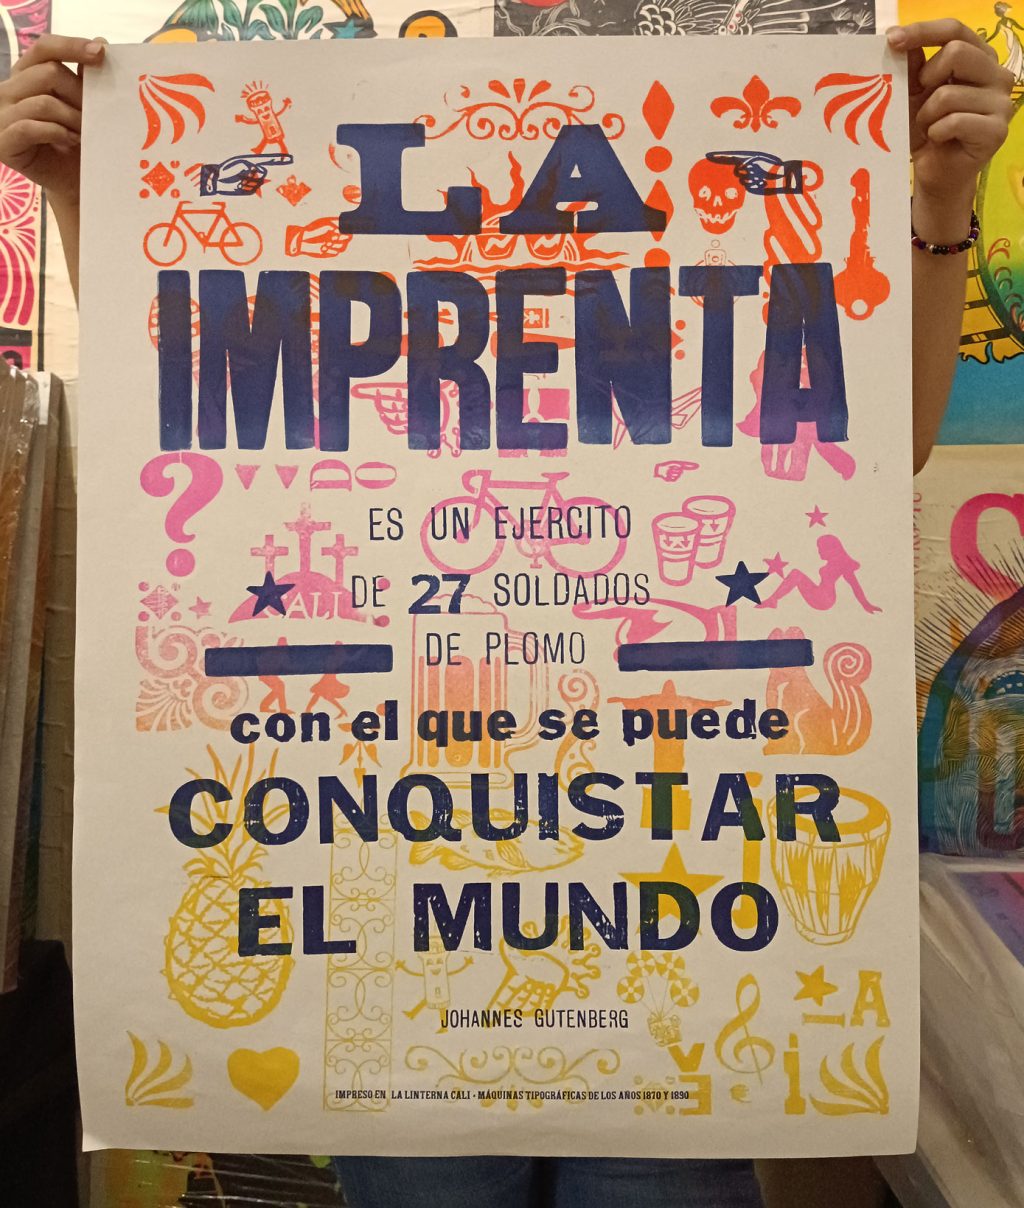 LA
IMPRENTA
ES UN EJERCITO
DE 27 SOLDADOS
DE PLOMO
con el que se puede
CONQUISTAR
EL MUNDO
JOHANNES GUTENBERG
IMPRESO EN LA LINTERNA CALI • MÁQUINAS TIPOGRÁFICAS DE LOS AÑOS 1870 Y 1890